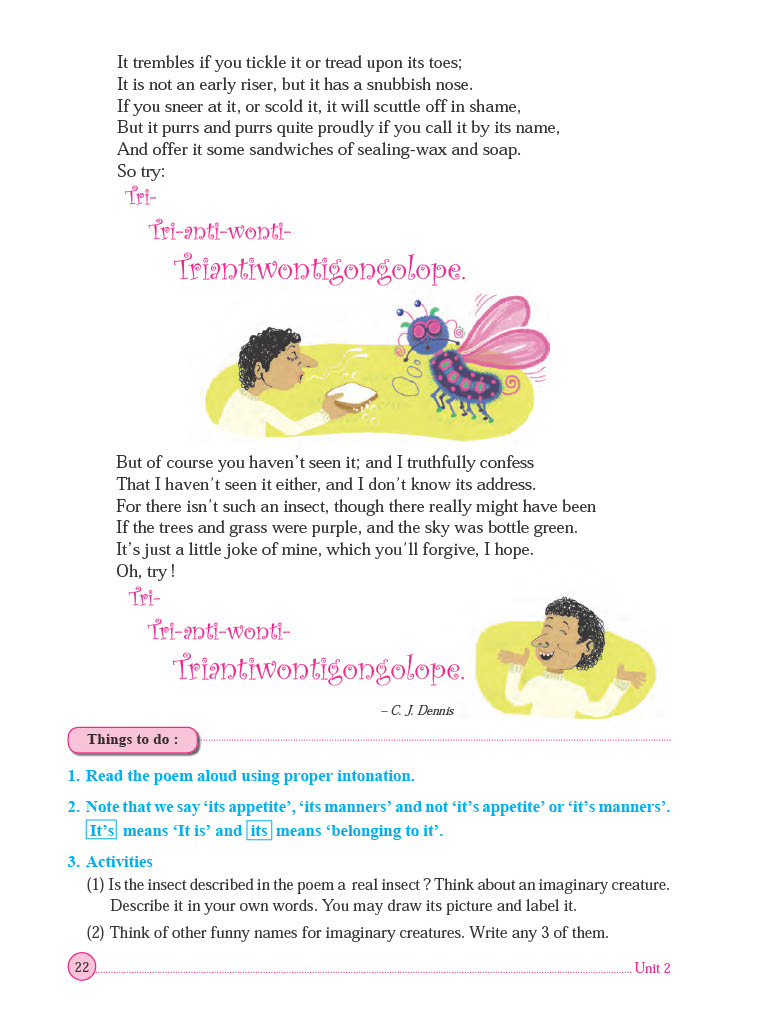 It trembles if you tickle it or tread upon its toes;
It is not an early riser, but it has a snubbish nose.
If you sneer at it, or scold it, it will scuttle off in shame,
But it purrs and purrs quite proudly if you call it by its name,
And offer it some sandwiches of sealing-wax and soap.
So try:
Tri-
Tri-anti-wonti-
Triantiwontigongolope.
But of course you haven't seen it; and I truthfully confess
That I haven't seen it either, and I don't know its address.
For there isn't such an insect, though there really might have been
If the trees and grass were purple, and the sky was bottle green.
It's just a little joke of mine, which you'll forgive, I hope.
Oh, try !
Tri-
Tri-anti-wonti-
Triantiwontigongolope.
– C. J. Dennis
Things to do :
1. Read the poem aloud using proper intonation.
2. Note that we say ‘its appetite’, ‘its manners’ and not ‘it’s appetite’ or ‘it’s manners’.
It’s means ‘It is’ and its means ‘belonging to it’.
3. Activities
(1) Is the insect described in the poem a real insect ? Think about an imaginary creature.
Describe it in your own words. You may draw its picture and label it.
(2) Think of other funny names for imaginary creatures. Write any 3 of them.
22 Unit 2